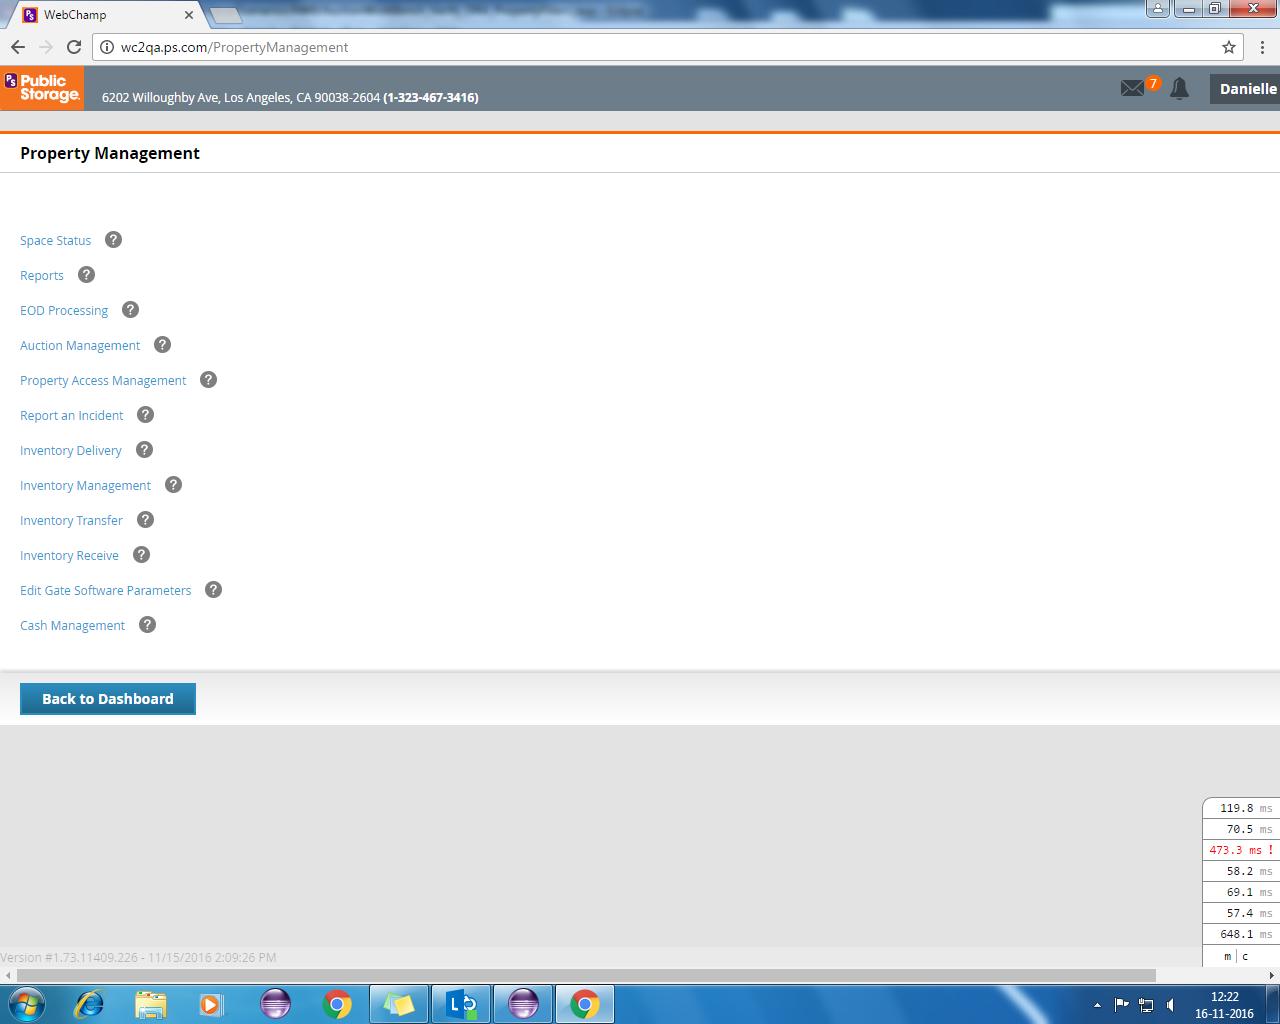 WebChamp
wc2qa.ps.com/PropertyManagement
PS Public Storage.
6202 Willoughby Ave, Los Angeles, CA 90038-2604 (1-323-467-3416)
7
Danielle
Property Management
Space Status ?
Reports ?
EOD Processing ?
Auction Management ?
Property Access Management ?
Report an Incident ?
Inventory Delivery ?
Inventory Management ?
Inventory Transfer ?
Inventory Receive ?
Edit Gate Software Parameters ?
Cash Management ?
Back to Dashboard
119.8 ms
70.5 ms
473.3 ms !
58.2 ms
69.1 ms
57.4 ms
648.1 ms
m | c
Version #1.73.11409.226 - 11/15/2016 2:09:26 PM
12:22
16-11-2016